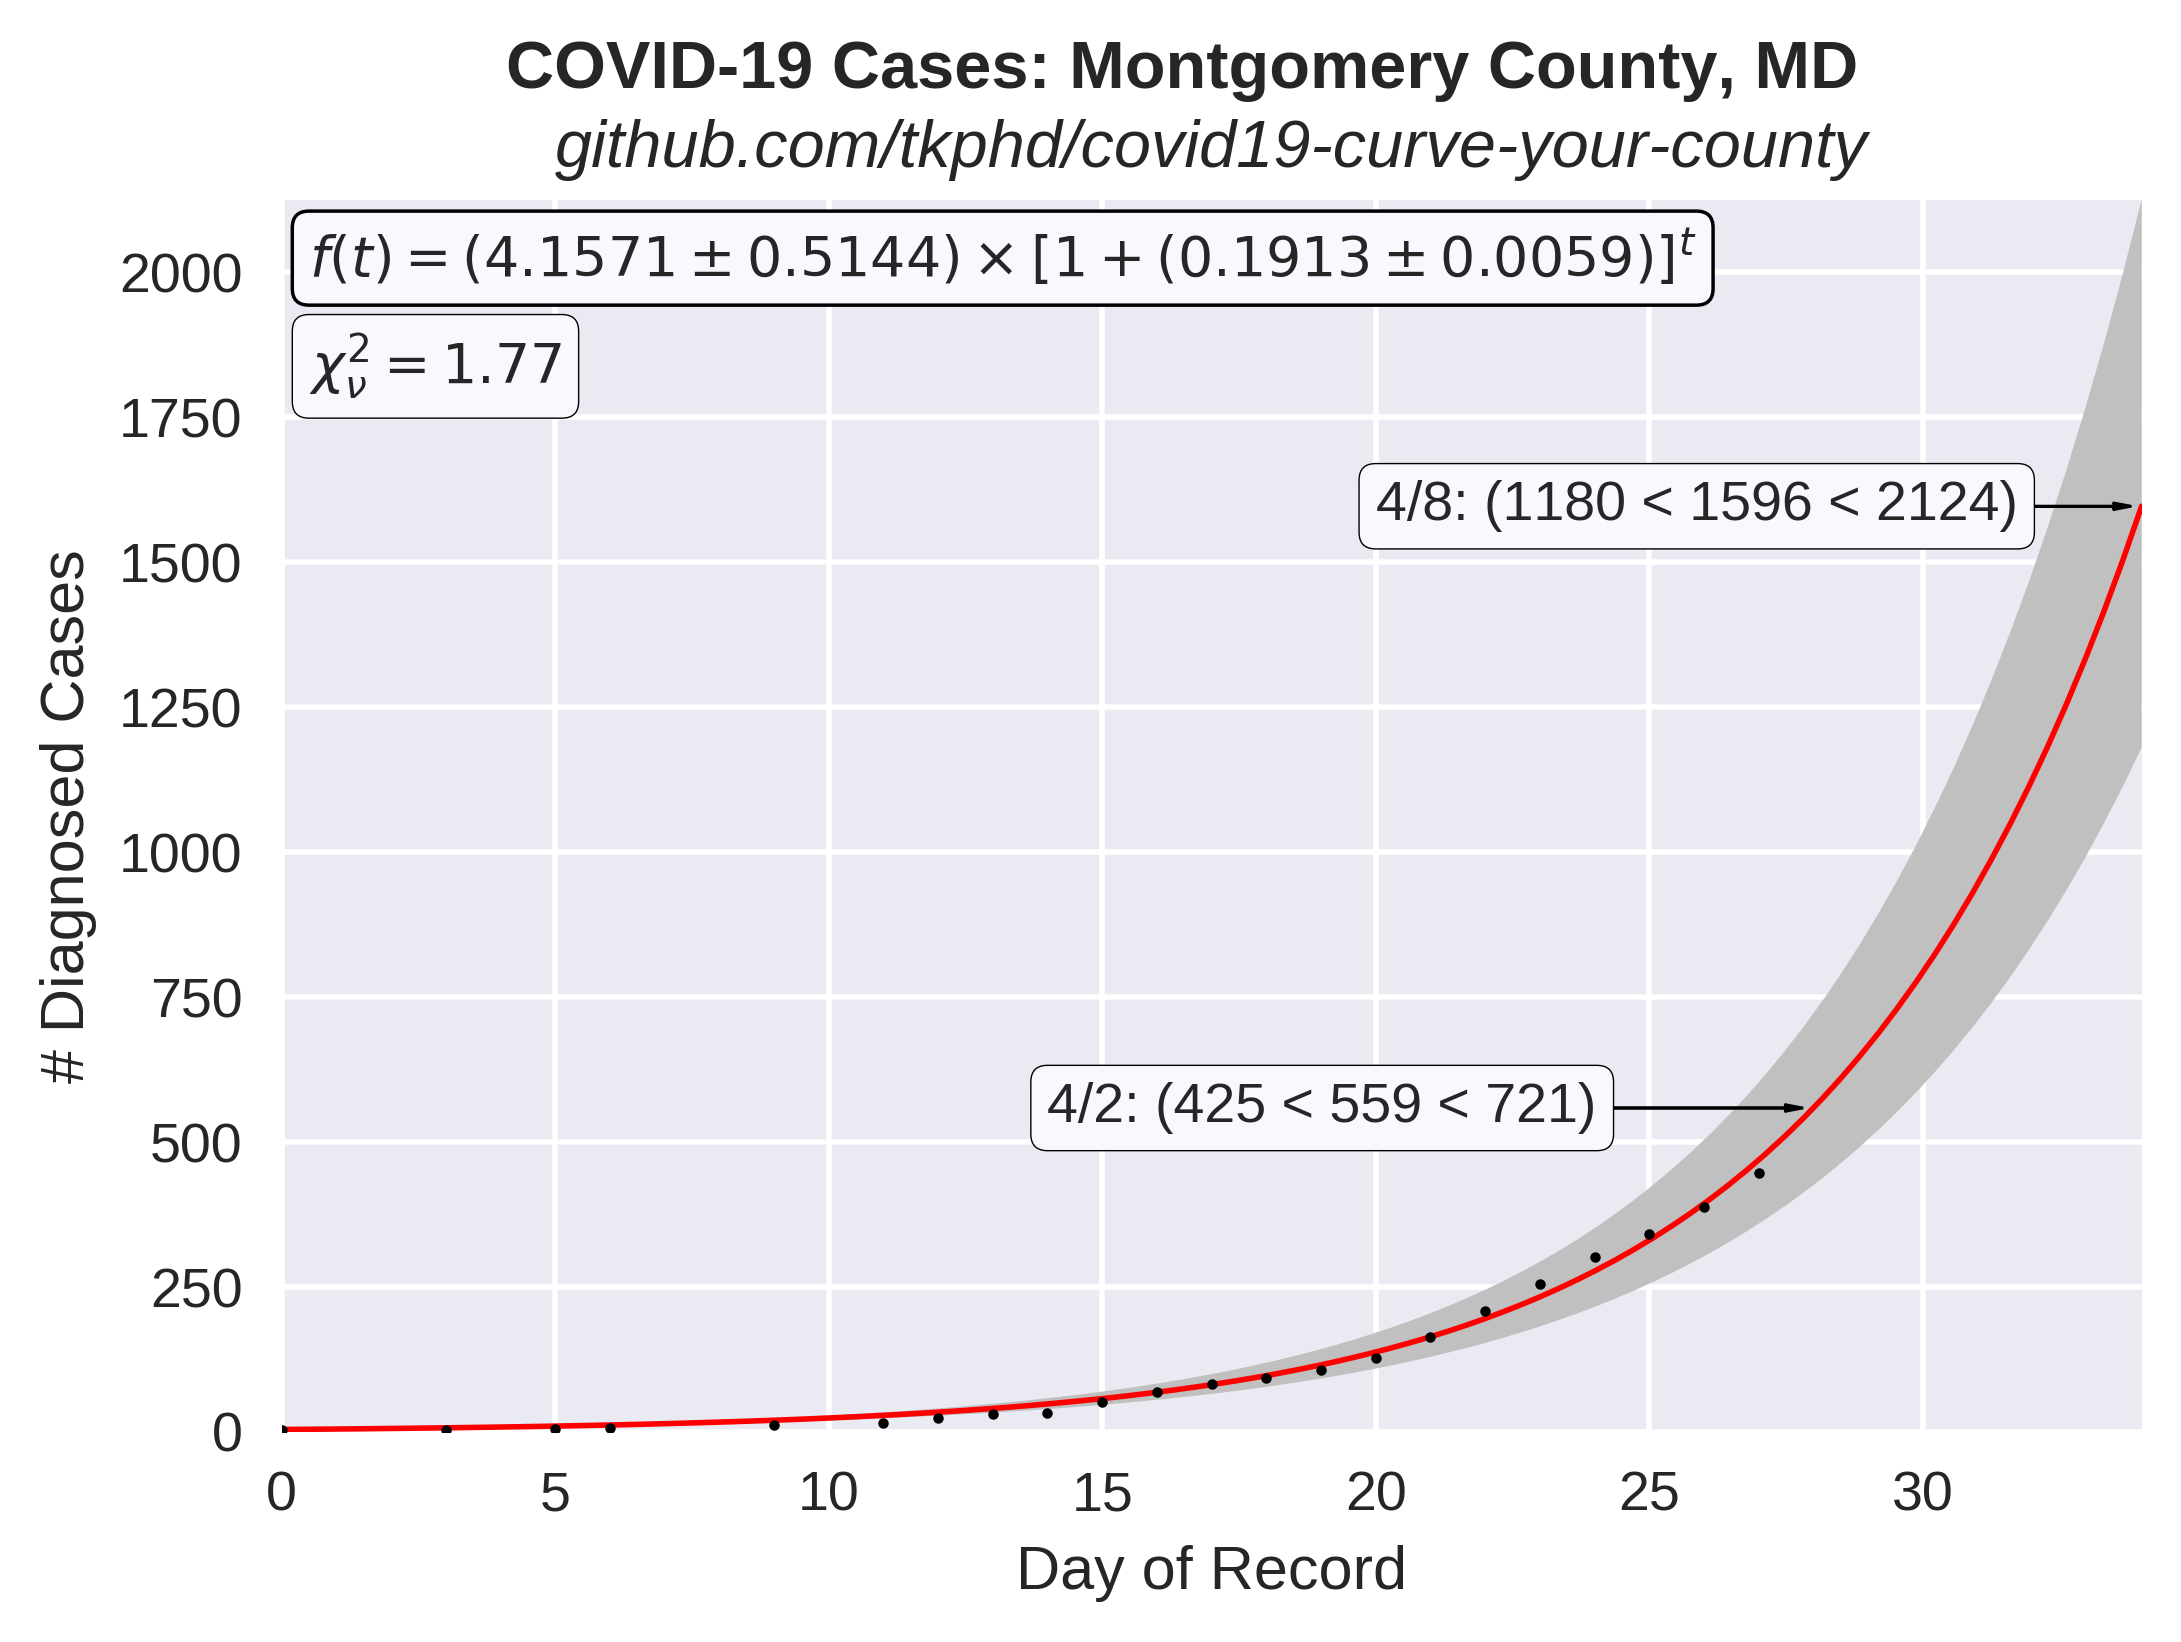 COVID-19 Cases: Montgomery County, MD
github.com/tkphd/covid19-curve-your-county
f(t) = (4.1571 ± 0.5144) × [1 + (0.1913 ± 0.0059)]^t
χ²_ν = 1.77
2000
1750
1500
1250
1000
750
500
250
0
# Diagnosed Cases
4/8: (1180 < 1596 < 2124)
4/2: (425 < 559 < 721)
0 5 10 15 20 25 30
Day of Record